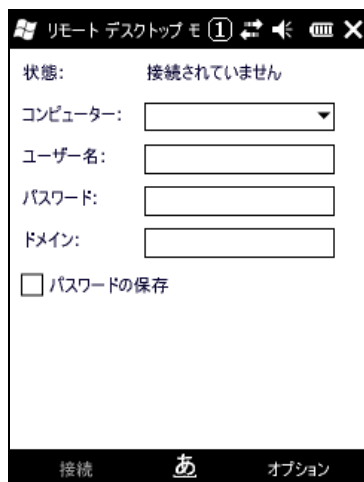 リモート デスクトップ モ 1
状態: 接続されていません
コンピューター:
ユーザー名:
パスワード:
ドメイン:
パスワードの保存
接続 あ オプション